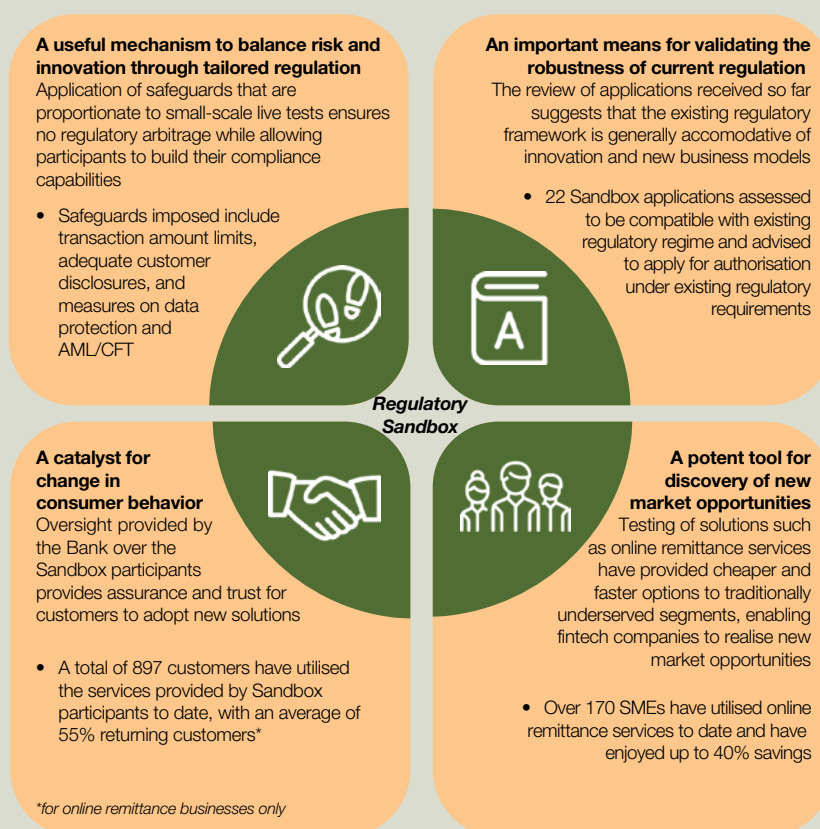 A useful mechanism to balance risk and
innovation through tailored regulation
Application of safeguards that are
proportionate to small-scale live tests ensures
no regulatory arbitrage while allowing
participants to build their compliance
capabilities
• Safeguards imposed include
transaction amount limits,
adequate customer
disclosures, and
measures on data
protection and
AML/CFT
An important means for validating the
robustness of current regulation
The review of applications received so far
suggests that the existing regulatory
framework is generally accomodative of
innovation and new business models
• 22 Sandbox applications assessed
to be compatible with existing
regulatory regime and advised
to apply for authorisation
under existing regulatory
requirements
A
Regulatory
Sandbox
A catalyst for
change in
consumer behavior
Oversight provided by
the Bank over the
Sandbox participants
provides assurance and trust for
customers to adopt new solutions
• A total of 897 customers have utilised
the services provided by Sandbox
participants to date, with an average of
55% returning customers*
*for online remittance businesses only
A potent tool for
discovery of new
market opportunities
Testing of solutions such
as online remittance services
have provided cheaper and
faster options to traditionally
underserved segments, enabling
fintech companies to realise new
market opportunities
• Over 170 SMEs have utilised online
remittance services to date and have
enjoyed up to 40% savings